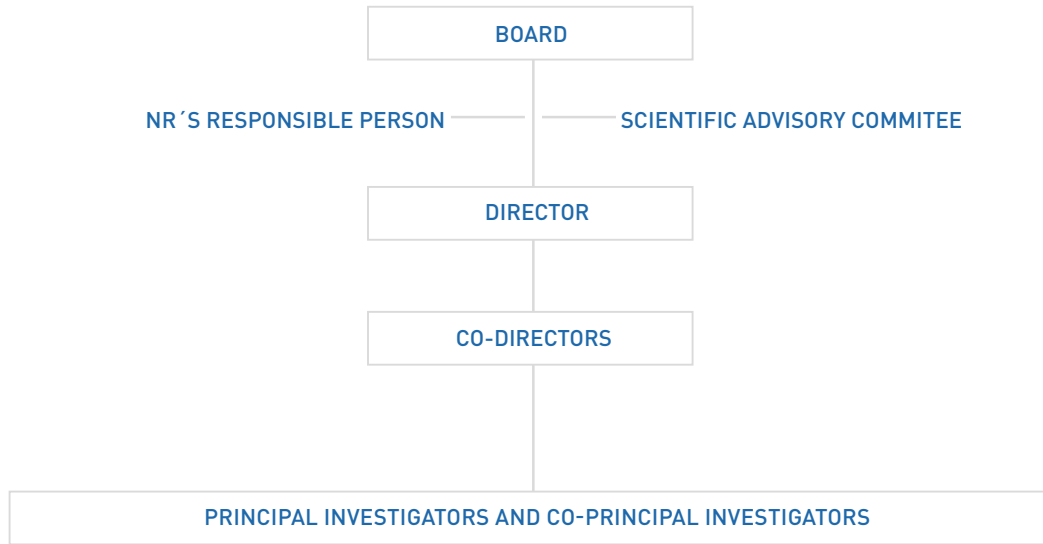 BOARD
NR´S RESPONSIBLE PERSON
SCIENTIFIC ADVISORY COMMITEE
DIRECTOR
CO-DIRECTORS
PRINCIPAL INVESTIGATORS AND CO-PRINCIPAL INVESTIGATORS